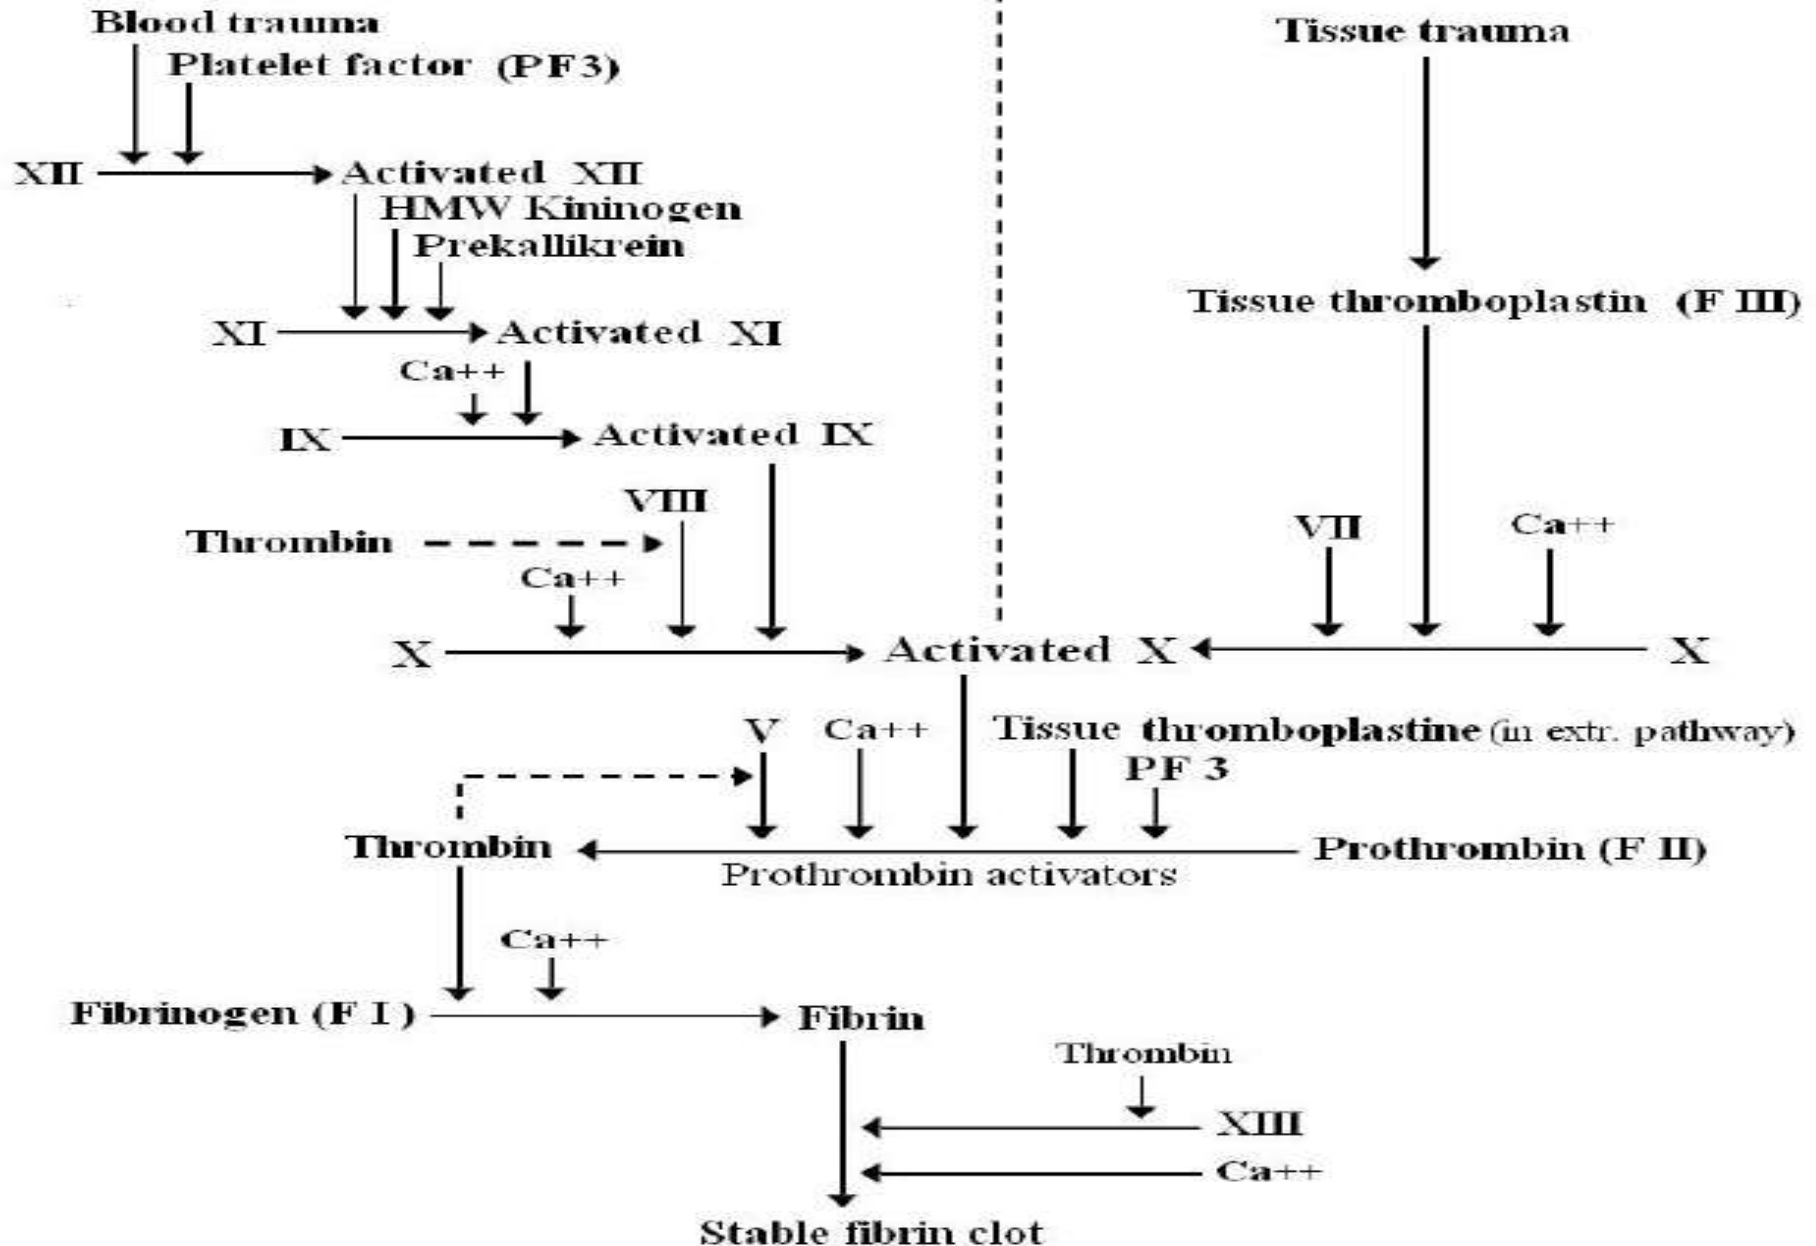 Blood trauma
Tissue trauma
Platelet factor (PF3)
XII Activated XII
HMW Kininogen
Prekallikrein
Tissue thromboplastin (F III)
XI Activated XI
Ca++
IX Activated IX
VIII
VII Ca++
Thrombin
Ca++
X Activated X X
V Ca++ Tissue thromboplastine (in extr. pathway)
PF 3
Thrombin Prothrombin (F II)
Prothrombin activators
Ca++
Fibrinogen (F I ) Fibrin
Thrombin
XIII
Ca++
Stable fibrin clot